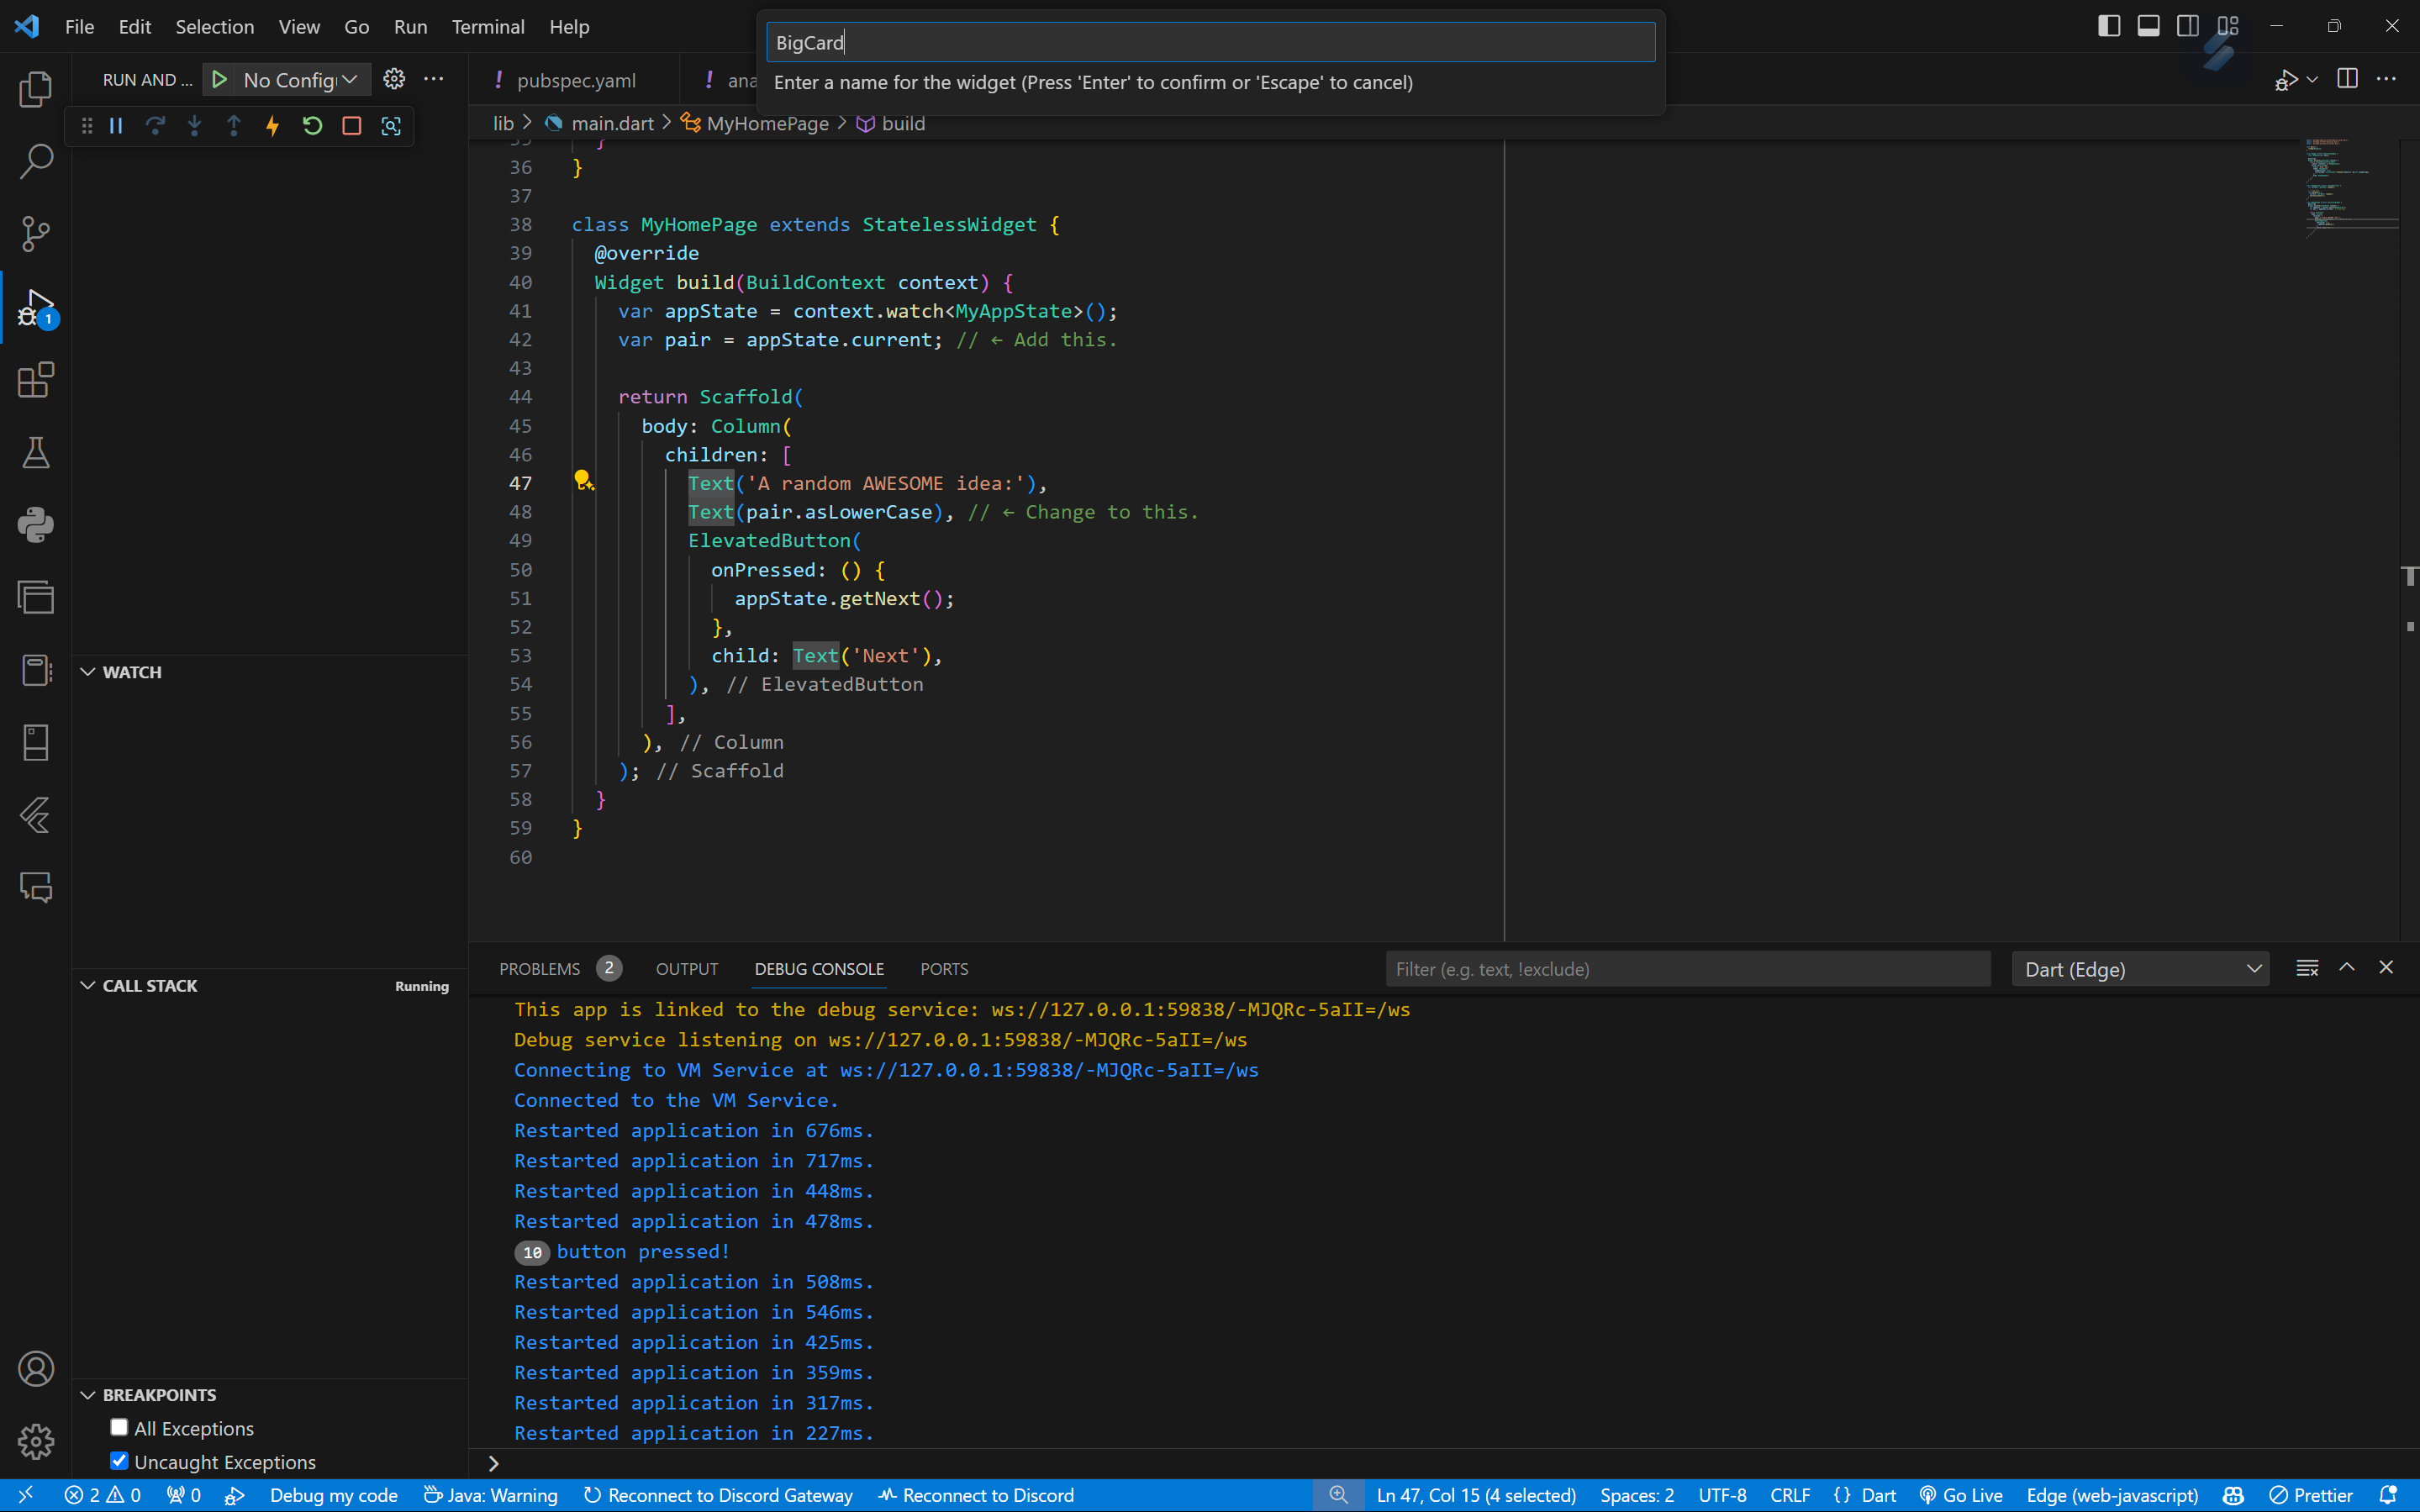 File Edit Selection View Go Run Terminal Help
BigCard
Enter a name for the widget (Press 'Enter' to confirm or 'Escape' to cancel)
RUN AND ... No Config
! pubspec.yaml ! ana
lib > main.dart > MyHomePage > build
35 }
36 }
37
38 class MyHomePage extends StatelessWidget {
39 @override
40 Widget build(BuildContext context) {
41 var appState = context.watch<MyAppState>();
42 var pair = appState.current; // ← Add this.
43
44 return Scaffold(
45 body: Column(
46 children: [
47 Text('A random AWESOME idea:'),
48 Text(pair.asLowerCase), // ← Change to this.
49 ElevatedButton(
50 onPressed: () {
51 appState.getNext();
52 },
53 child: Text('Next'),
54 ), // ElevatedButton
55 ],
56 ), // Column
57 ); // Scaffold
58 }
59 }
60
1
WATCH
CALL STACK Running
BREAKPOINTS
All Exceptions
Uncaught Exceptions
PROBLEMS 2 OUTPUT DEBUG CONSOLE PORTS Filter (e.g. text, !exclude) Dart (Edge)
This app is linked to the debug service: ws://127.0.0.1:59838/-MJQRc-5aII=/ws
Debug service listening on ws://127.0.0.1:59838/-MJQRc-5aII=/ws
Connecting to VM Service at ws://127.0.0.1:59838/-MJQRc-5aII=/ws
Connected to the VM Service.
Restarted application in 676ms.
Restarted application in 717ms.
Restarted application in 448ms.
Restarted application in 478ms.
10 button pressed!
Restarted application in 508ms.
Restarted application in 546ms.
Restarted application in 425ms.
Restarted application in 359ms.
Restarted application in 317ms.
Restarted application in 227ms.
>
2 0 0 Debug my code Java: Warning Reconnect to Discord Gateway Reconnect to Discord Ln 47, Col 15 (4 selected) Spaces: 2 UTF-8 CRLF {} Dart Go Live Edge (web-javascript) Prettier